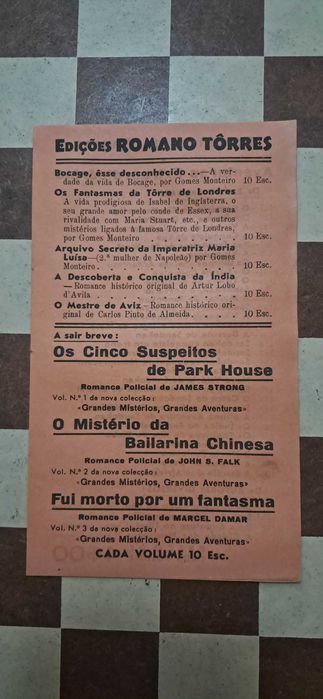 EDIÇÕES ROMANO TÔRRES
Bocage, êsse desconhecido...—A ver-
dade da vida de Bocage, por Gomes Monteiro 10 Esc.
Os Fantasmas da Tôrre de Londres
A vida prodigiosa de Isabel de Inglaterra, o
seu grande amor pelo conde de Essex, a sua
rivalidade com Maria Stuart, etc., e outros
mistérios ligados à famosa Tôrre de Londres,
por Gomes Monteiro . . . . . . . 10 Esc.
Arquivo Secreto da Imperatriz Maria
Luísa—(2.ª mulher de Napoleão) por Gomes
Monteiro . . . . . . . . . . 10 Esc.
A Descoberta e Conquista da Índia
— Romance histórico original de Artur Lobo
d'Avila . . . . . . . . . . 10 Esc.
O Mestre de Aviz—Romance histórico ori-
ginal de Carlos Pinto de Almeida . . . . 10 Esc.
A sair breve :
Os Cinco Suspeitos
de Park House
Romance Policial de JAMES STRONG
Vol. N.º 1 de nova colecção:
«Grandes Mistérios, Grandes Aventuras»
O Mistério da
Bailarina Chinesa
Romance Policial de JOHN S. FALK
Vol. N.º 2 da nova colecção:
«Grandes Mistérios, Grandes Aventuras»
Fui morto por um fantasma
Romance Policial de MARCEL DAMAR
Vol. N.º 3 da nova colecção:
«Grandes Mistérios, Grandes Aventuras»
CADA VOLUME 10 Esc.